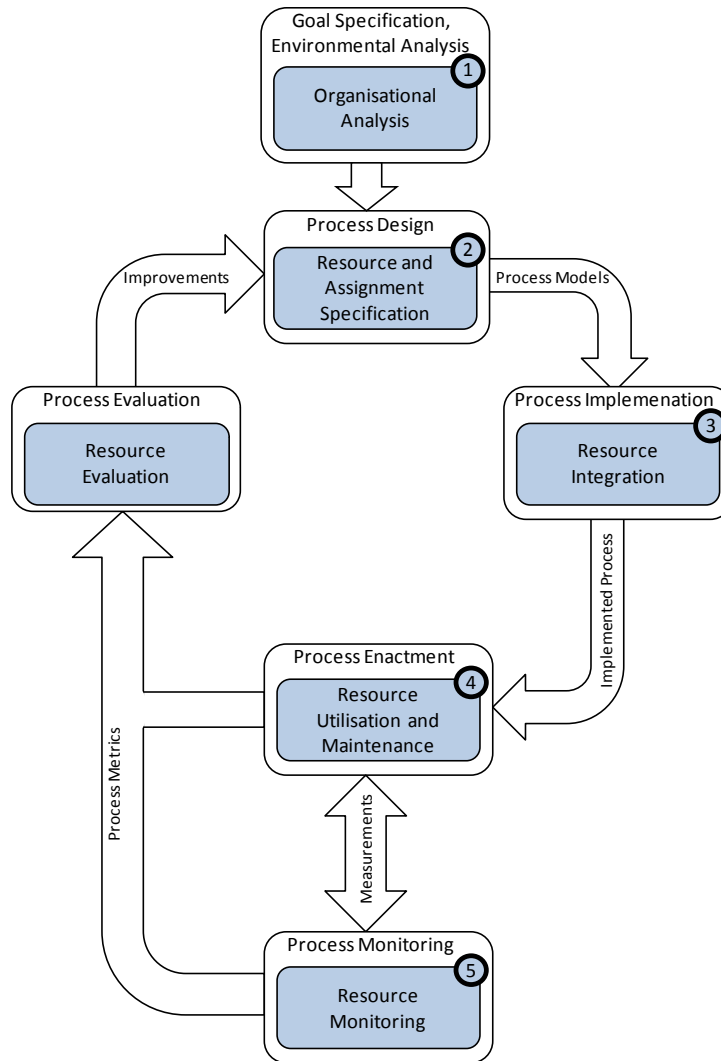 Goal Specification,
Environmental Analysis
1
Organisational
Analysis
Process Design
2
Resource and
Assignment
Specification
Improvements
Process Models
Process Evaluation
Resource
Evaluation
Process Implemenation
3
Resource
Integration
Implemented Process
Process Enactment
4
Resource
Utilisation and
Maintenance
Process Metrics
Measurements
Process Monitoring
5
Resource
Monitoring